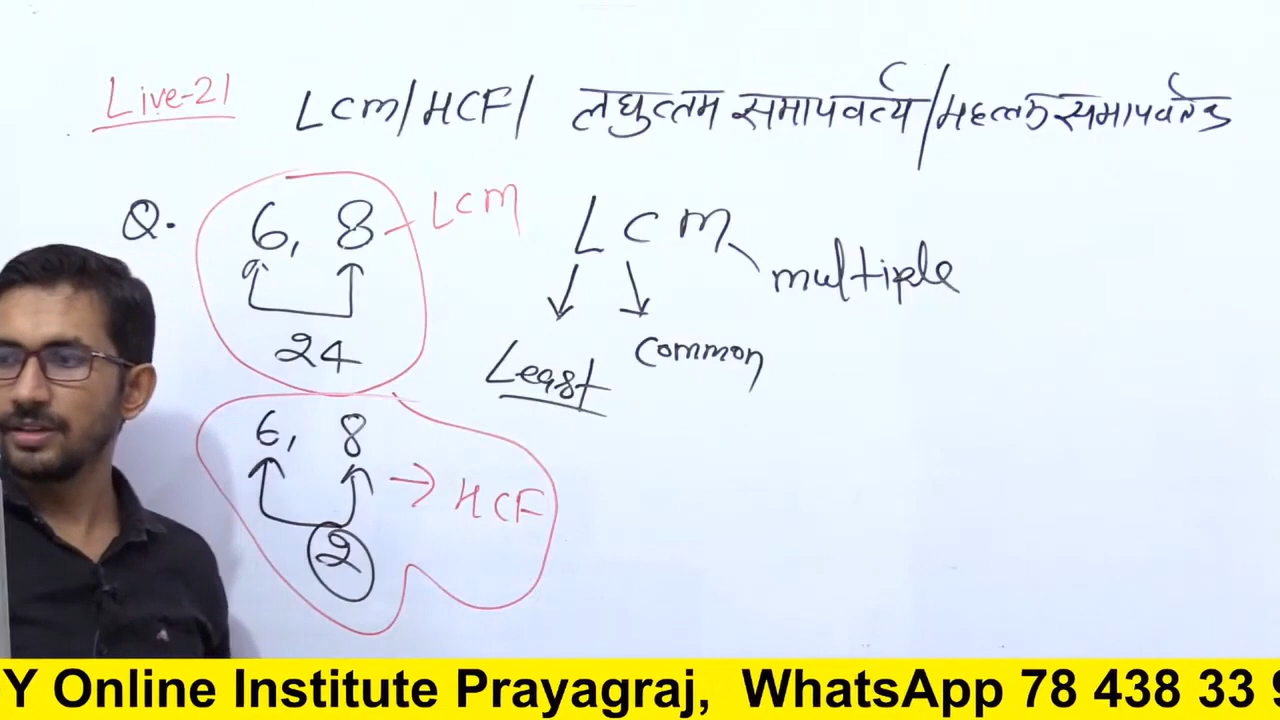 Live-21 LCM/HCF/ लघुत्तम समापवर्त्य/महत्तम समापवर्तक
Q. 6, 8 - LCM
24
LCM
multiple
Least
Common
6, 8 → HCF
2
Y Online Institute Prayagraj, WhatsApp 78 438 33 9